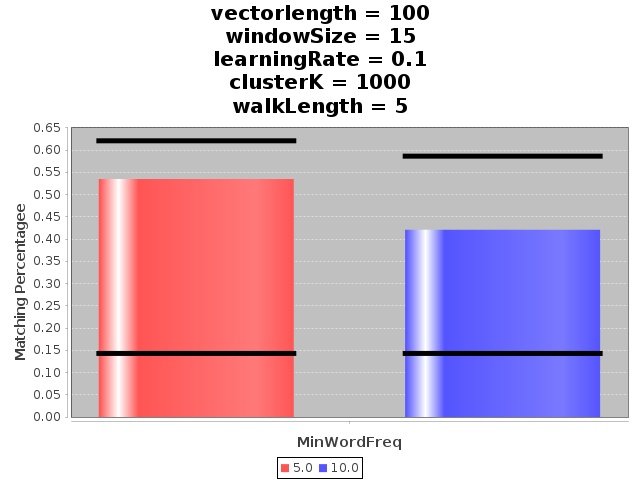 vectorlength = 100
windowSize = 15
learningRate = 0.1
clusterK = 1000
walkLength = 5
0.65
0.60
0.55
0.50
0.45
0.40
0.35
0.30
0.25
0.20
0.15
0.10
0.05
0.00
Matching Percentagee
MinWordFreq
5.0 10.0